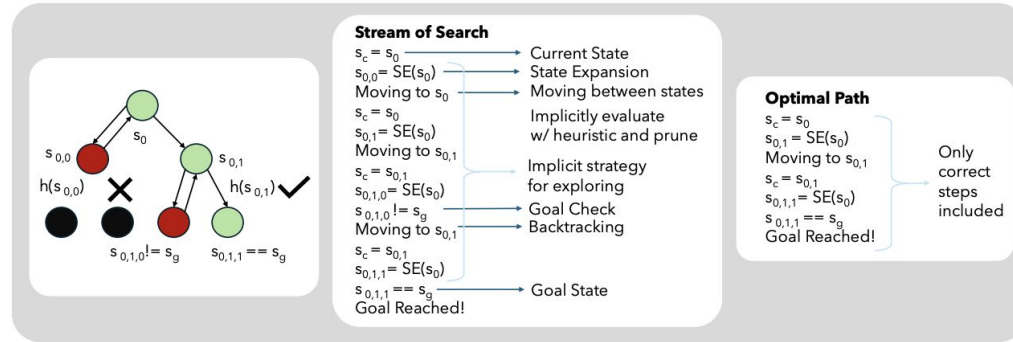 s0
s 0,0
s 0,1
h(s0,0)
h(s0,1)
s 0,1,0 != sg
s 0,1,1 == sg
Stream of Search
sc = s0
Current State
s0,0= SE(s0)
State Expansion
Moving to s0
Moving between states
sc = s0
Implicitly evaluate
s0,1= SE(s0)
w/ heuristic and prune
Moving to s0,1
sc = s0,1
Implicit strategy
s0,1,0= SE(s0)
for exploring
s 0,1,0 != sg
Goal Check
Moving to s0,1
Backtracking
sc = s0,1
s0,1,1 = SE(s0)
s 0,1,1 == sg
Goal State
Goal Reached!
Optimal Path
sc = s0
s0,1 = SE(s0)
Moving to s0,1
sc = s0,1
s0,1,1= SE(s0)
s0,1,1 == sg
Goal Reached!
Only
correct
steps
included